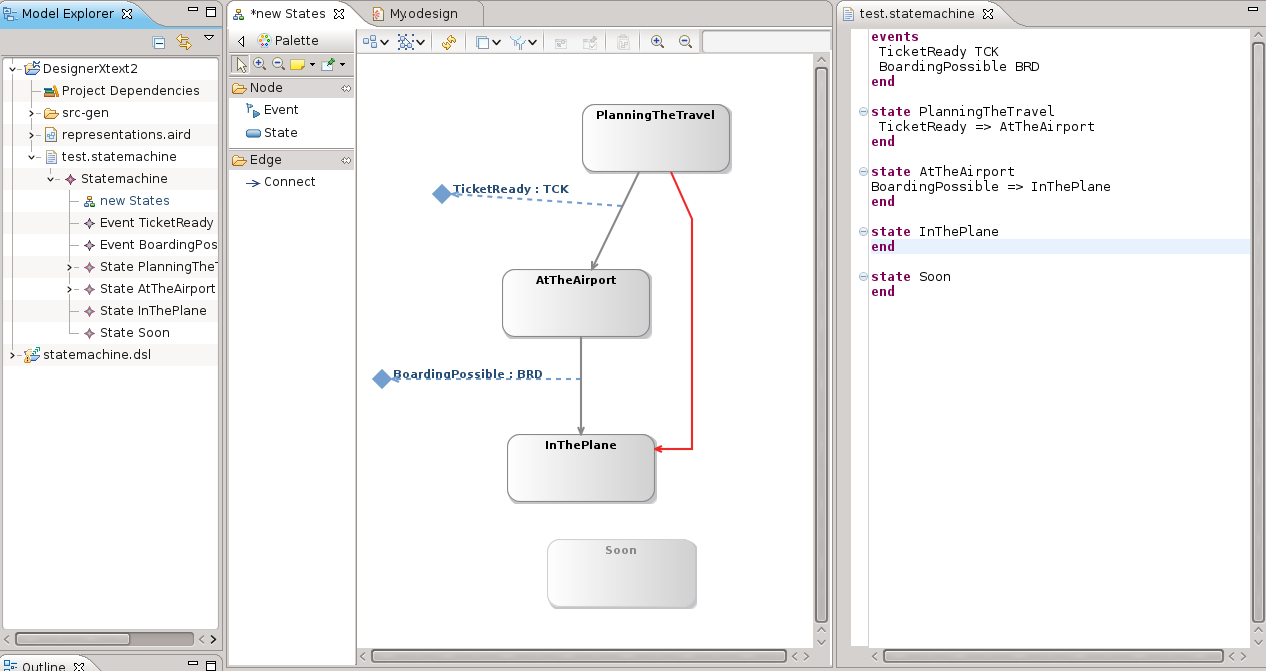 Model Explorer
DesignerXtext2
Project Dependencies
src-gen
representations.aird
test.statemachine
Statemachine
new States
Event TicketReady
Event BoardingPos
State PlanningTheT
State AtTheAirport
State InThePlane
State Soon
statemachine.dsl
Outline
*new States
My.odesign
Palette
Node
Event
State
Edge
Connect
PlanningTheTravel
TicketReady : TCK
AtTheAirport
BoardingPossible : BRD
InThePlane
Soon
test.statemachine
events
TicketReady TCK
BoardingPossible BRD
end
state PlanningTheTravel
TicketReady => AtTheAirport
end
state AtTheAirport
BoardingPossible => InThePlane
end
state InThePlane
end
state Soon
end